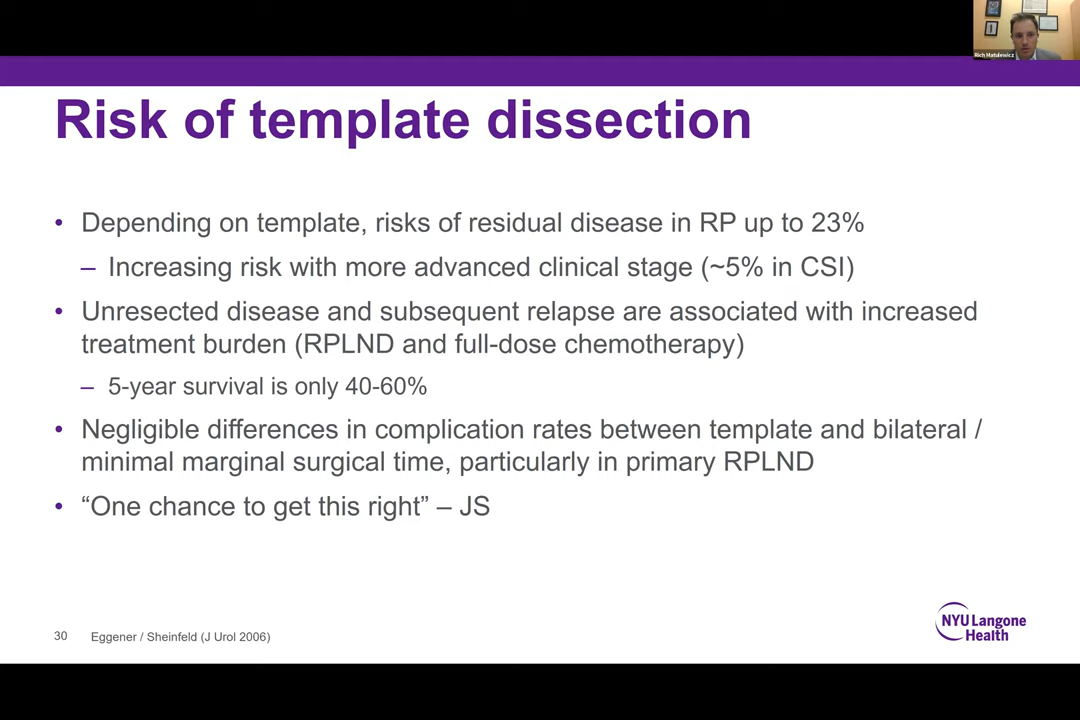 Rich Matulewicz
Risk of template dissection
• Depending on template, risks of residual disease in RP up to 23%
– Increasing risk with more advanced clinical stage (~5% in CSI)
• Unresected disease and subsequent relapse are associated with increased
treatment burden (RPLND and full-dose chemotherapy)
– 5-year survival is only 40-60%
• Negligible differences in complication rates between template and bilateral /
minimal marginal surgical time, particularly in primary RPLND
• “One chance to get this right” – JS
30 Eggener / Sheinfeld (J Urol 2006)
NYU Langone
Health